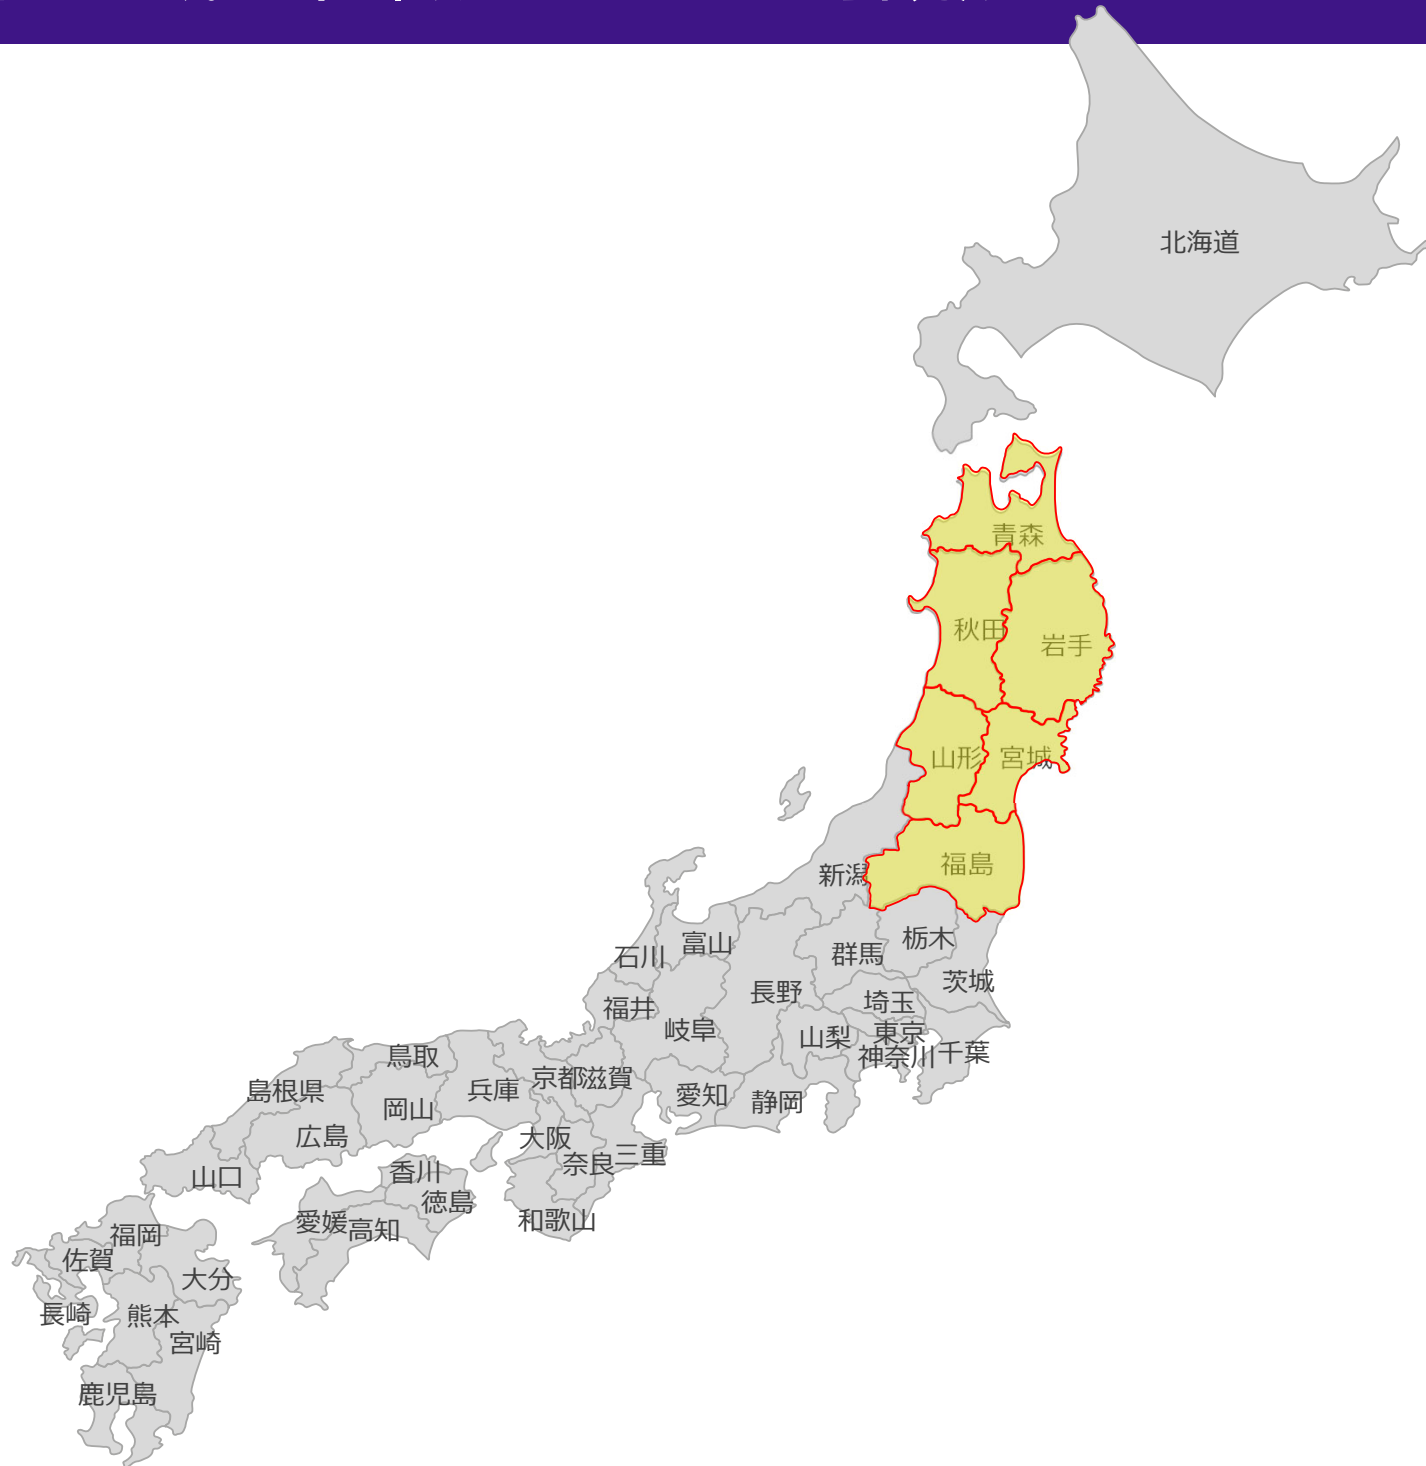 北海道
青森
秋田
岩手
山形
宮城
福島
新潟
栃木
群馬
富山
石川
茨城
長野
埼玉
福井
岐阜
東京
山梨
千葉
神奈川
鳥取
京都
滋賀
島根県
兵庫
愛知
静岡
岡山
広島
大阪
三重
奈良
香川
山口
徳島
和歌山
愛媛
高知
福岡
佐賀
大分
長崎
熊本
宮崎
鹿児島